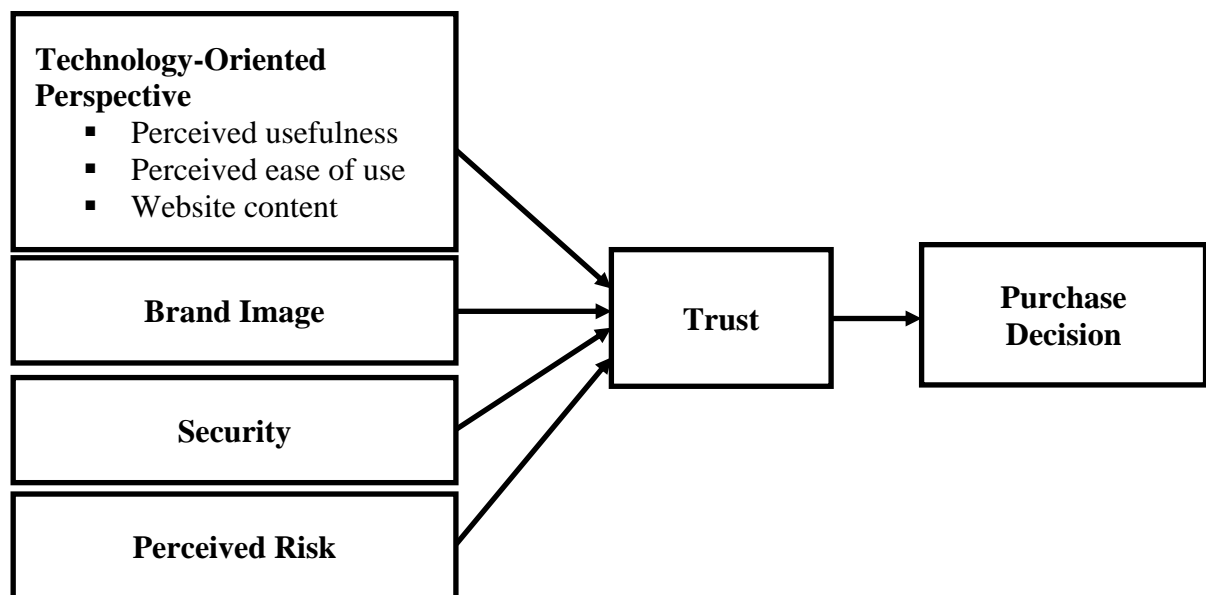 Technology-Oriented
Perspective
▪ Perceived usefulness
▪ Perceived ease of use
▪ Website content
Brand Image
Security
Perceived Risk
Trust
Purchase
Decision